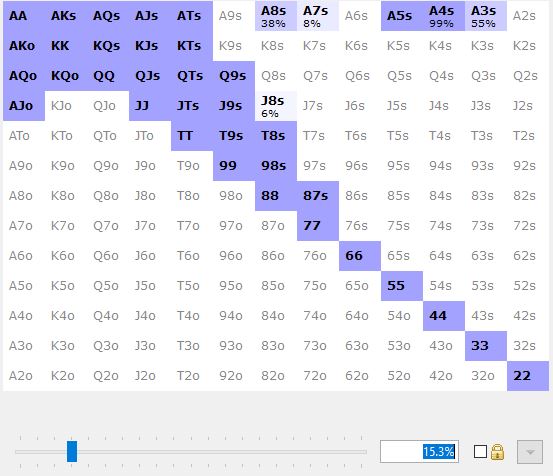 AA AKs AQs AJs ATs A9s A8s 38% A7s 8% A6s A5s A4s 99% A3s 55% A2s
AKo KK KQs KJs KTs K9s K8s K7s K6s K5s K4s K3s K2s
AQo KQo QQ QJs QTs Q9s Q8s Q7s Q6s Q5s Q4s Q3s Q2s
AJo KJo QJo JJ JTs J9s J8s 6% J7s J6s J5s J4s J3s J2s
ATo KTo QTo JTo TT T9s T8s T7s T6s T5s T4s T3s T2s
A9o K9o Q9o J9o T9o 99 98s 97s 96s 95s 94s 93s 92s
A8o K8o Q8o J8o T8o 98o 88 87s 86s 85s 84s 83s 82s
A7o K7o Q7o J7o T7o 97o 87o 77 76s 75s 74s 73s 72s
A6o K6o Q6o J6o T6o 96o 86o 76o 66 65s 64s 63s 62s
A5o K5o Q5o J5o T5o 95o 85o 75o 65o 55 54s 53s 52s
A4o K4o Q4o J4o T4o 94o 84o 74o 64o 54o 44 43s 42s
A3o K3o Q3o J3o T3o 93o 83o 73o 63o 53o 43o 33 32s
A2o K2o Q2o J2o T2o 92o 82o 72o 62o 52o 42o 32o 22
15.3%